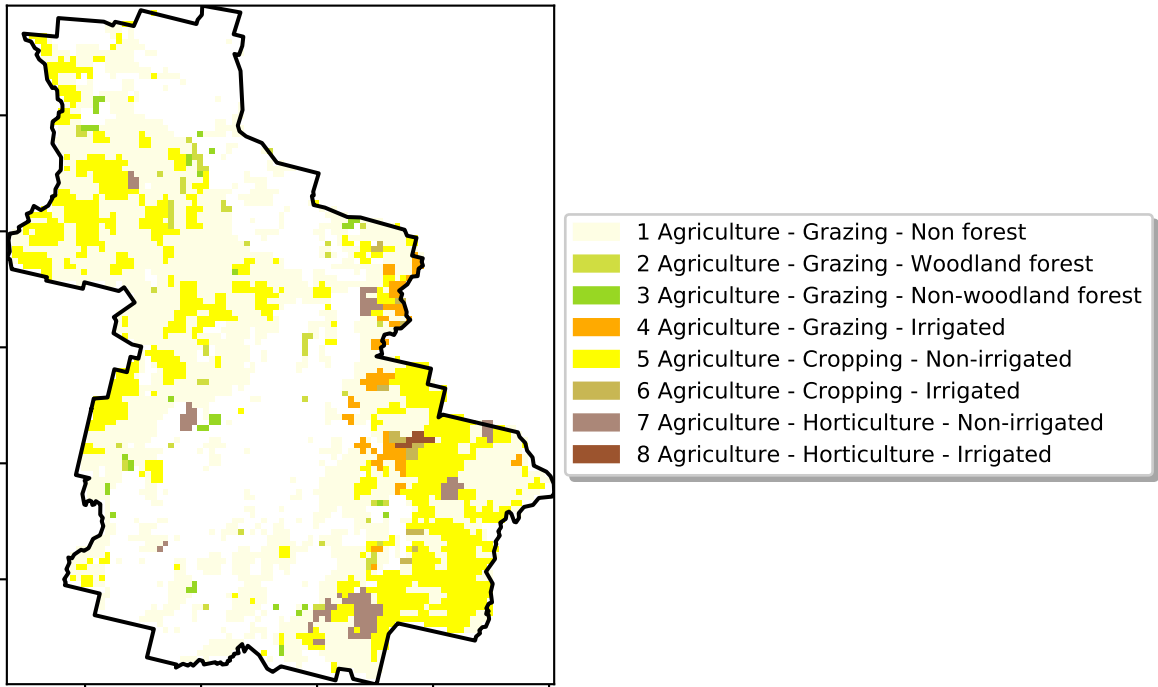 1 Agriculture - Grazing - Non forest
2 Agriculture - Grazing - Woodland forest
3 Agriculture - Grazing - Non-woodland forest
4 Agriculture - Grazing - Irrigated
5 Agriculture - Cropping - Non-irrigated
6 Agriculture - Cropping - Irrigated
7 Agriculture - Horticulture - Non-irrigated
8 Agriculture - Horticulture - Irrigated